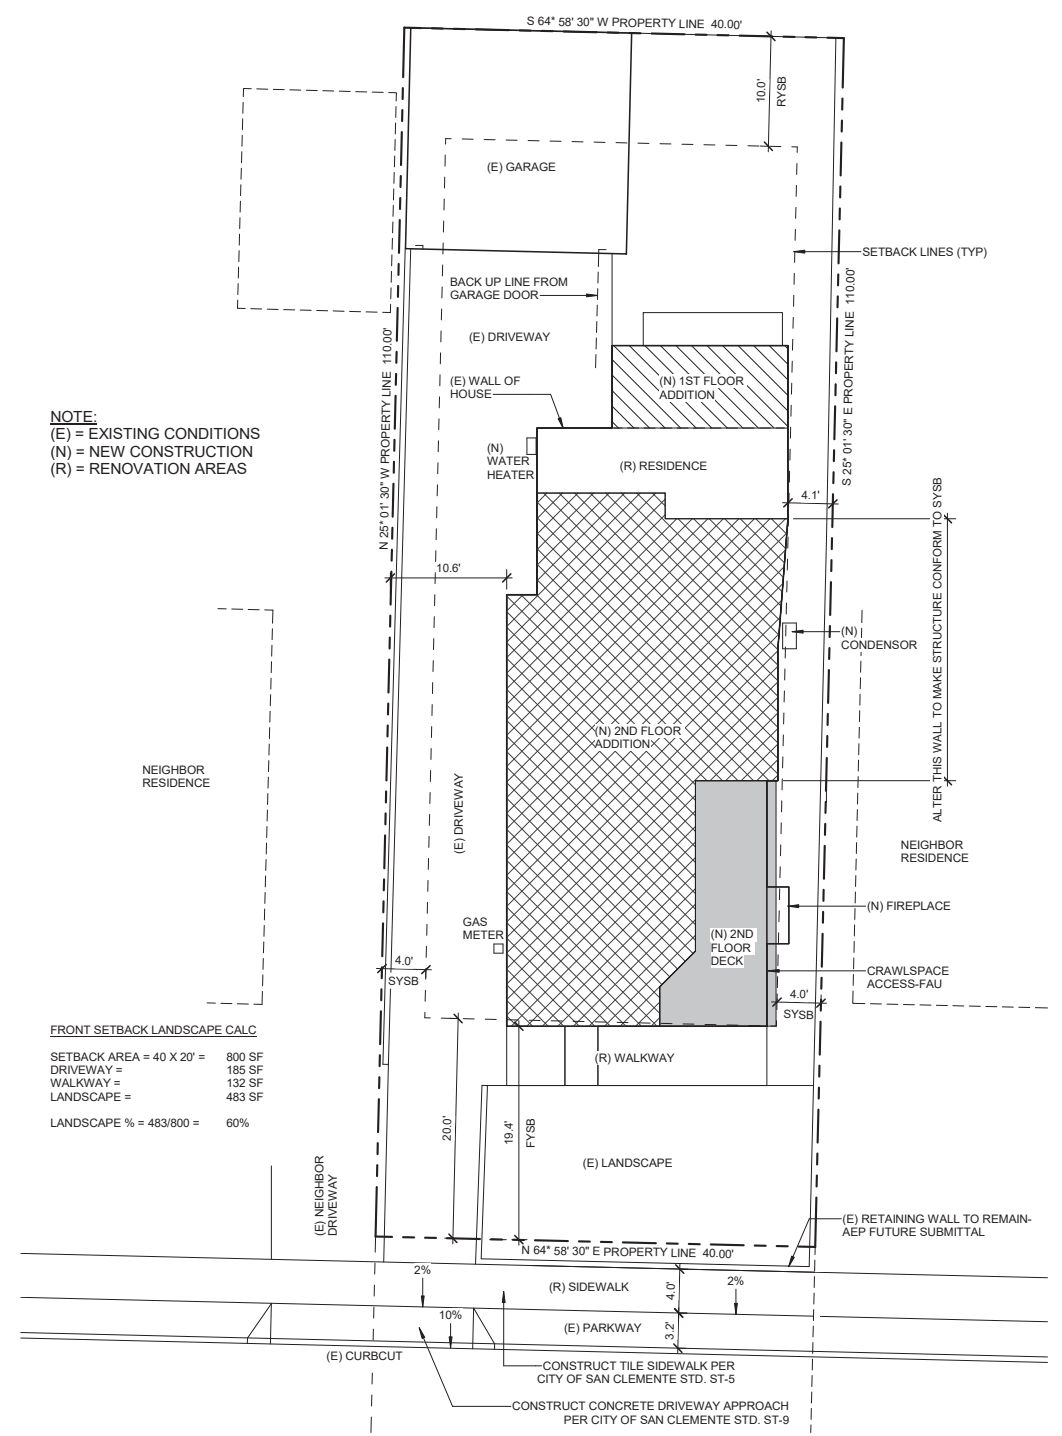 S 64° 58' 30" W PROPERTY LINE  40.00'
10.0'
RYSB
(E) GARAGE
SETBACK LINES (TYP)
BACK UP LINE FROM
GARAGE DOOR
(E) DRIVEWAY
N 25° 01' 30" W PROPERTY LINE  110.00'
S 25° 01' 30" E PROPERTY LINE  110.00'
(E) WALL OF
HOUSE
(N) 1ST FLOOR
ADDITION
NOTE:
(E) = EXISTING CONDITIONS
(N) = NEW CONSTRUCTION
(R) = RENOVATION AREAS
(N)
WATER
HEATER
(R) RESIDENCE
4.1'
10.6'
ALTER THIS WALL TO MAKE STRUCTURE CONFORM TO SYSB
(N)
CONDENSOR
(N) 2ND FLOOR
ADDITION
NEIGHBOR
RESIDENCE
(E) DRIVEWAY
NEIGHBOR
RESIDENCE
(N) FIREPLACE
GAS
METER
(N) 2ND
FLOOR
DECK
4.0'
SYSB
CRAWLSPACE
ACCESS-FAU
4.0'
SYSB
FRONT SETBACK LANDSCAPE CALC
SETBACK AREA = 40 X 20' = 800 SF
DRIVEWAY = 185 SF
WALKWAY = 132 SF
LANDSCAPE = 483 SF
LANDSCAPE % = 483/800 = 60%
(R) WALKWAY
20.0'
19.4'
FYSB
(E) LANDSCAPE
(E) NEIGHBOR
DRIVEWAY
(E) RETAINING WALL TO REMAIN-
AEP FUTURE SUBMITTAL
N 64° 58' 30" E PROPERTY LINE  40.00'
2%
(R) SIDEWALK
4.0'
2%
10%
(E) PARKWAY
3.2'
(E) CURBCUT
CONSTRUCT TILE SIDEWALK PER
CITY OF SAN CLEMENTE STD. ST-5
CONSTRUCT CONCRETE DRIVEWAY APPROACH
PER CITY OF SAN CLEMENTE STD. ST-9